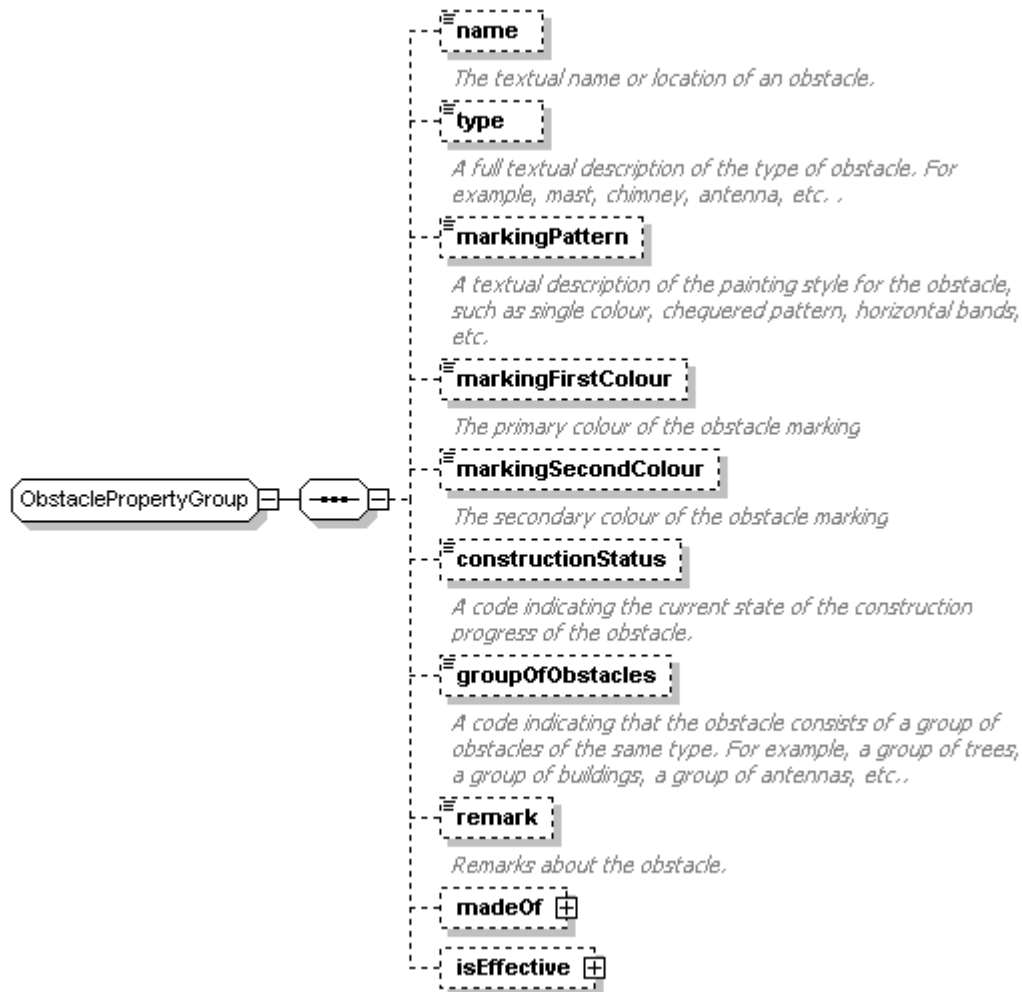 name
The textual name or location of an obstacle.
type
A full textual description of the type of obstacle. For
example, mast, chimney, antenna, etc. .
markingPattern
A textual description of the painting style for the obstacle,
such as single colour, chequered pattern, horizontal bands,
etc.
markingFirstColour
The primary colour of the obstacle marking
markingSecondColour
The secondary colour of the obstacle marking
ObstaclePropertyGroup
constructionStatus
A code indicating the current state of the construction
progress of the obstacle.
groupOfObstacles
A code indicating that the obstacle consists of a group of
obstacles of the same type. For example, a group of trees,
a group of buildings, a group of antennas, etc..
remark
Remarks about the obstacle.
madeOf
isEffective